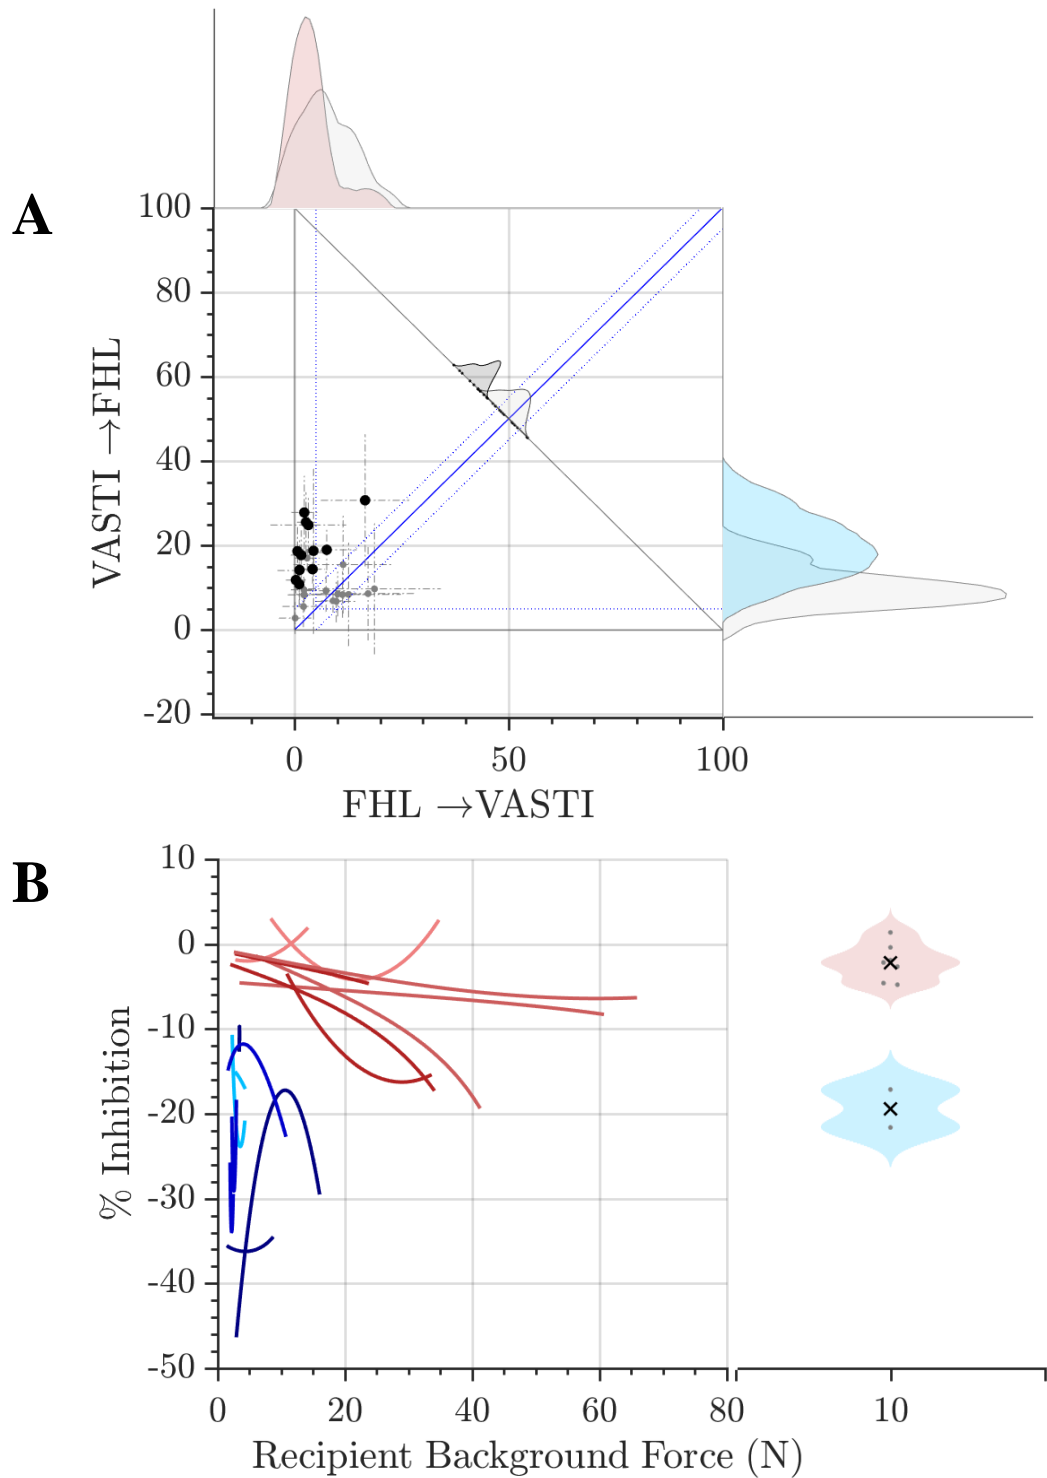 A
100
80
60
40
20
0
-20
VASTI →FHL
0 50 100
FHL →VASTI
B
10
0
-10
-20
-30
-40
-50
% Inhibition
0 20 40 60 80 10
Recipient Background Force (N)